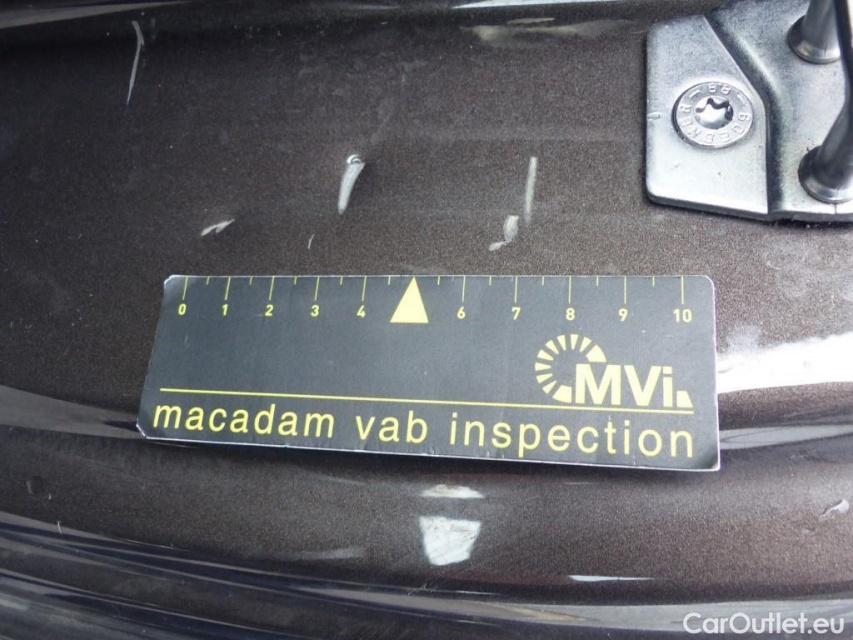 0 1 2 3 4 6 7 8 9 10
MVi
macadam vab inspection
CarOutlet.eu